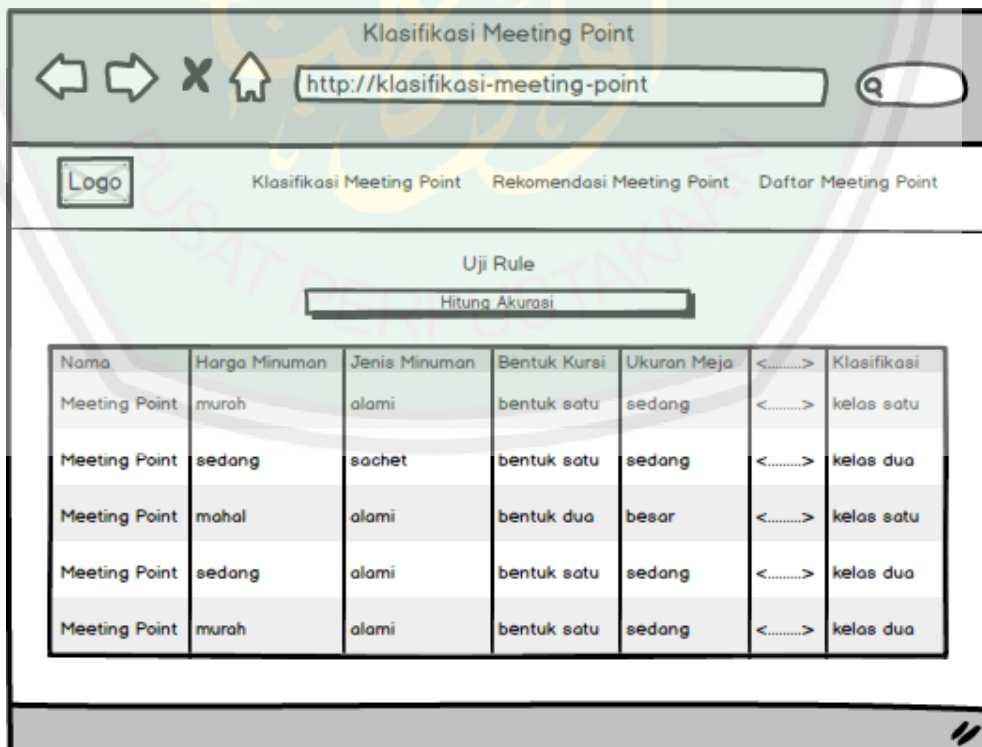 Klasifikasi Meeting Point
http://klasifikasi-meeting-point
Logo Klasifikasi Meeting Point Rekomendasi Meeting Point Daftar Meeting Point
Uji Rule
Hitung Akurasi
Nama Harga Minuman Jenis Minuman Bentuk Kursi Ukuran Meja <.........> Klasifikasi
Meeting Point murah alami bentuk satu sedang <.........> kelas satu
Meeting Point sedang sachet bentuk satu sedang <.........> kelas dua
Meeting Point mahal alami bentuk dua besar <.........> kelas satu
Meeting Point sedang alami bentuk satu sedang <.........> kelas dua
Meeting Point murah alami bentuk satu sedang <.........> kelas dua
PUSAT PERPUSTAKAAN